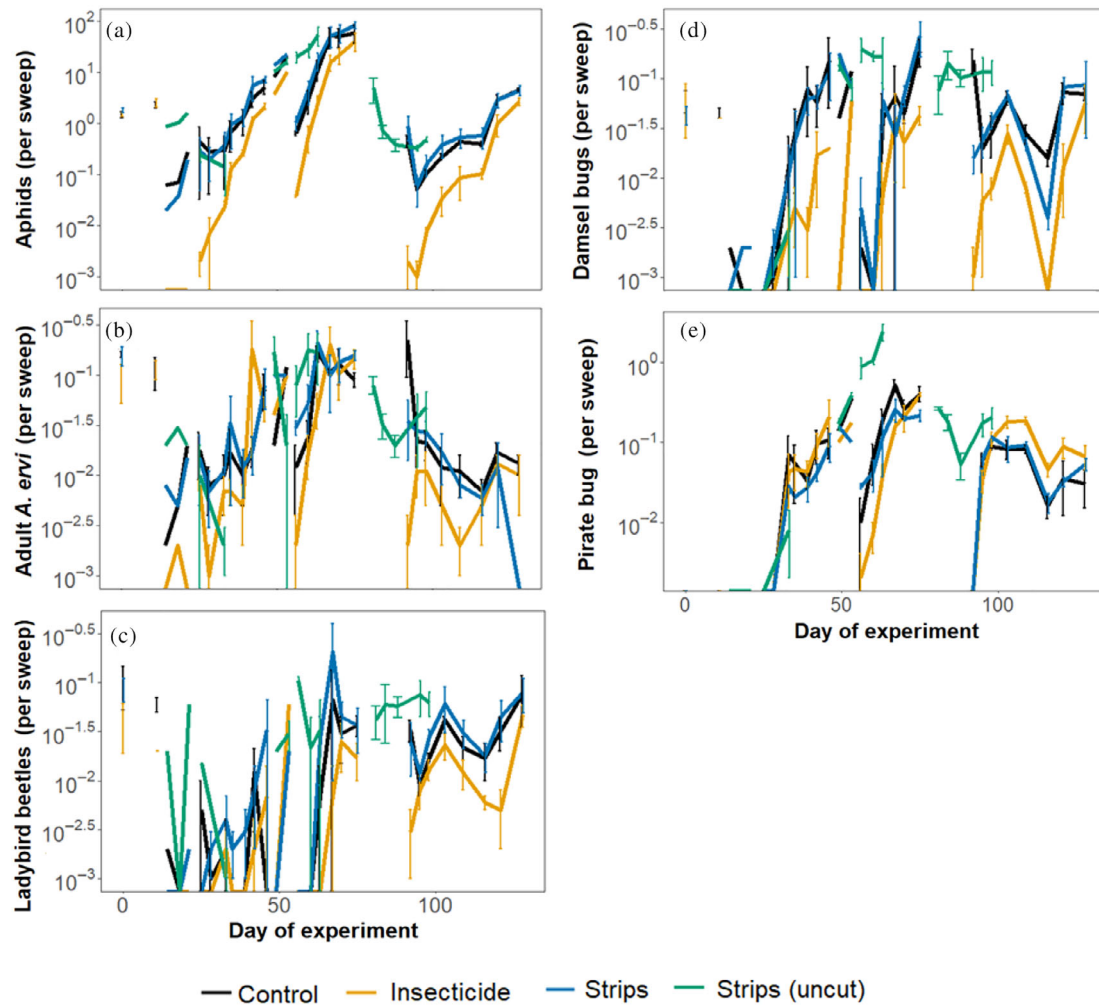 (a)
Aphids (per sweep)
10^2
10^1
10^0
10^-1
10^-2
10^-3
(b)
Adult A. ervi (per sweep)
10^-0.5
10^-1
10^-1.5
10^-2
10^-2.5
10^-3
(c)
Ladybird beetles (per sweep)
10^-0.5
10^-1
10^-1.5
10^-2
10^-2.5
10^-3
0 50 100
Day of experiment
(d)
Damsel bugs (per sweep)
10^-0.5
10^-1
10^-1.5
10^-2
10^-2.5
10^-3
(e)
Pirate bug (per sweep)
10^0
10^-1
10^-2
0 50 100
Day of experiment
Control Insecticide Strips Strips (uncut)